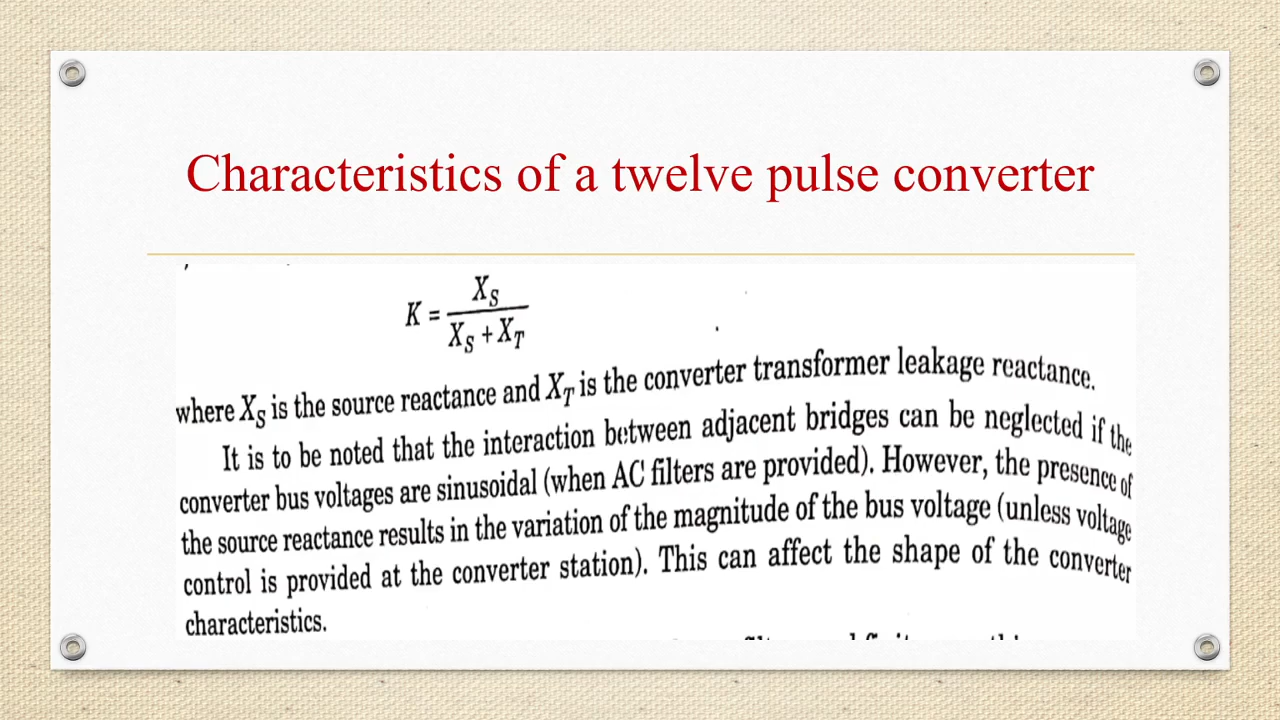 Characteristics of a twelve pulse converter
K = X_S / (X_S + X_T)
where X_S is the source reactance and X_T is the converter transformer leakage reactance.
It is to be noted that the interaction between adjacent bridges can be neglected if the
converter bus voltages are sinusoidal (when AC filters are provided). However, the presence of
the source reactance results in the variation of the magnitude of the bus voltage (unless voltage
control is provided at the converter station). This can affect the shape of the converter
characteristics.